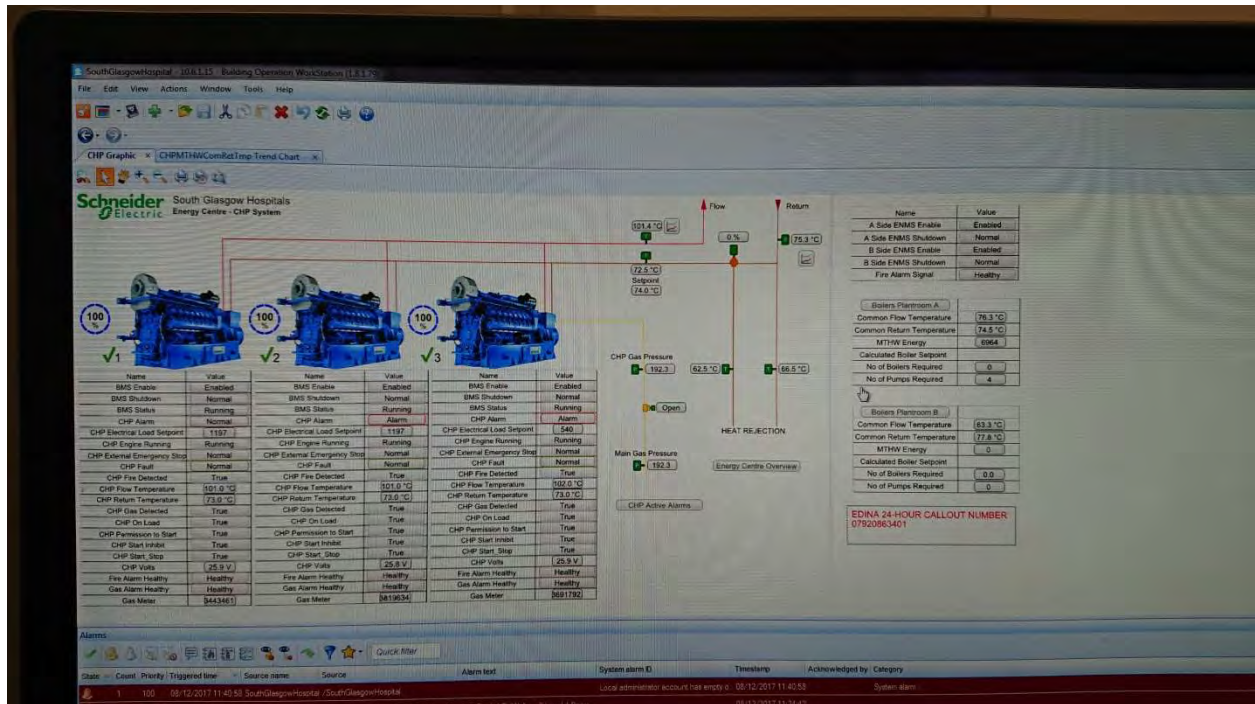 SouthGlasgowHospital - 10.6.1.15 - Building Operation WorkStation (1.8.1.79)
File Edit View Actions Window Tools Help
CHP Graphic × CHPMTHWComRetTmp Trend Chart ×
Schneider Electric South Glasgow Hospitals
Energy Centre - CHP System
Flow Return
101.4 °C
0 %
75.3 °C
72.5 °C
Setpoint
74.0 °C
100 %
100 %
100 %
1
2
3
CHP Gas Pressure
192.3
62.5 °C
66.5 °C
Open
HEAT REJECTION
Main Gas Pressure
192.3
Energy Centre Overview
CHP Active Alarms
Name Value
BMS Enable Enabled
BMS Shutdown Normal
BMS Status Running
CHP Alarm Normal
CHP Electrical Load Setpoint 1197
CHP Engine Running Running
CHP External Emergency Stop Normal
CHP Fault Normal
CHP Fire Detected True
CHP Flow Temperature 101.0 °C
CHP Return Temperature 73.0 °C
CHP Gas Detected True
CHP On Load True
CHP Permission to Start True
CHP Start Inhibit True
CHP Start_Stop True
CHP Volts 25.9 V
Fire Alarm Healthy Healthy
Gas Alarm Healthy Healthy
Gas Meter 9443461
Name Value
BMS Enable Enabled
BMS Shutdown Normal
BMS Status Running
CHP Alarm Alarm
CHP Electrical Load Setpoint 1197
CHP Engine Running Running
CHP External Emergency Stop Normal
CHP Fault Normal
CHP Fire Detected True
CHP Flow Temperature 101.0 °C
CHP Return Temperature 73.0 °C
CHP Gas Detected True
CHP On Load True
CHP Permission to Start True
CHP Start Inhibit True
CHP Start_Stop True
CHP Volts 25.8 V
Fire Alarm Healthy Healthy
Gas Alarm Healthy Healthy
Gas Meter
Name Value
BMS Enable Enabled
BMS Shutdown Normal
BMS Status Running
CHP Alarm Alarm
CHP Electrical Load Setpoint 540
CHP Engine Running Running
CHP External Emergency Stop Normal
CHP Fault Normal
CHP Fire Detected True
CHP Flow Temperature 102.0 °C
CHP Return Temperature 73.0 °C
CHP Gas Detected True
CHP On Load True
CHP Permission to Start True
CHP Start Inhibit True
CHP Start_Stop True
CHP Volts 25.9 V
Fire Alarm Healthy Healthy
Gas Alarm Healthy Healthy
Gas Meter
Name Value
A Side ENMS Enable Enabled
A Side ENMS Shutdown Normal
B Side ENMS Enable Enabled
B Side ENMS Shutdown Normal
Fire Alarm Signal Healthy
Boilers Plantroom A
Common Flow Temperature 76.3 °C
Common Return Temperature 74.5 °C
MTHW Energy 6964
Calculated Boiler Setpoint
No of Boilers Required 0
No of Pumps Required 4
Boilers Plantroom B
Common Flow Temperature 63.3 °C
Common Return Temperature 77.8 °C
MTHW Energy 0
Calculated Boiler Setpoint
No of Boilers Required 0.0
No of Pumps Required 0
EDINA 24-HOUR CALLOUT NUMBER
07920863401
Alarms
Quick filter
State Count Priority Triggered time Source name Source Alarm text System alarm ID Timestamp Acknowledged by Category
1 100 08/12/2017 11:40:53 SouthGlasgowHospital /SouthGlasgowHospital Local administrator account has empty p. 08/12/2017 11:40:53 System alarm